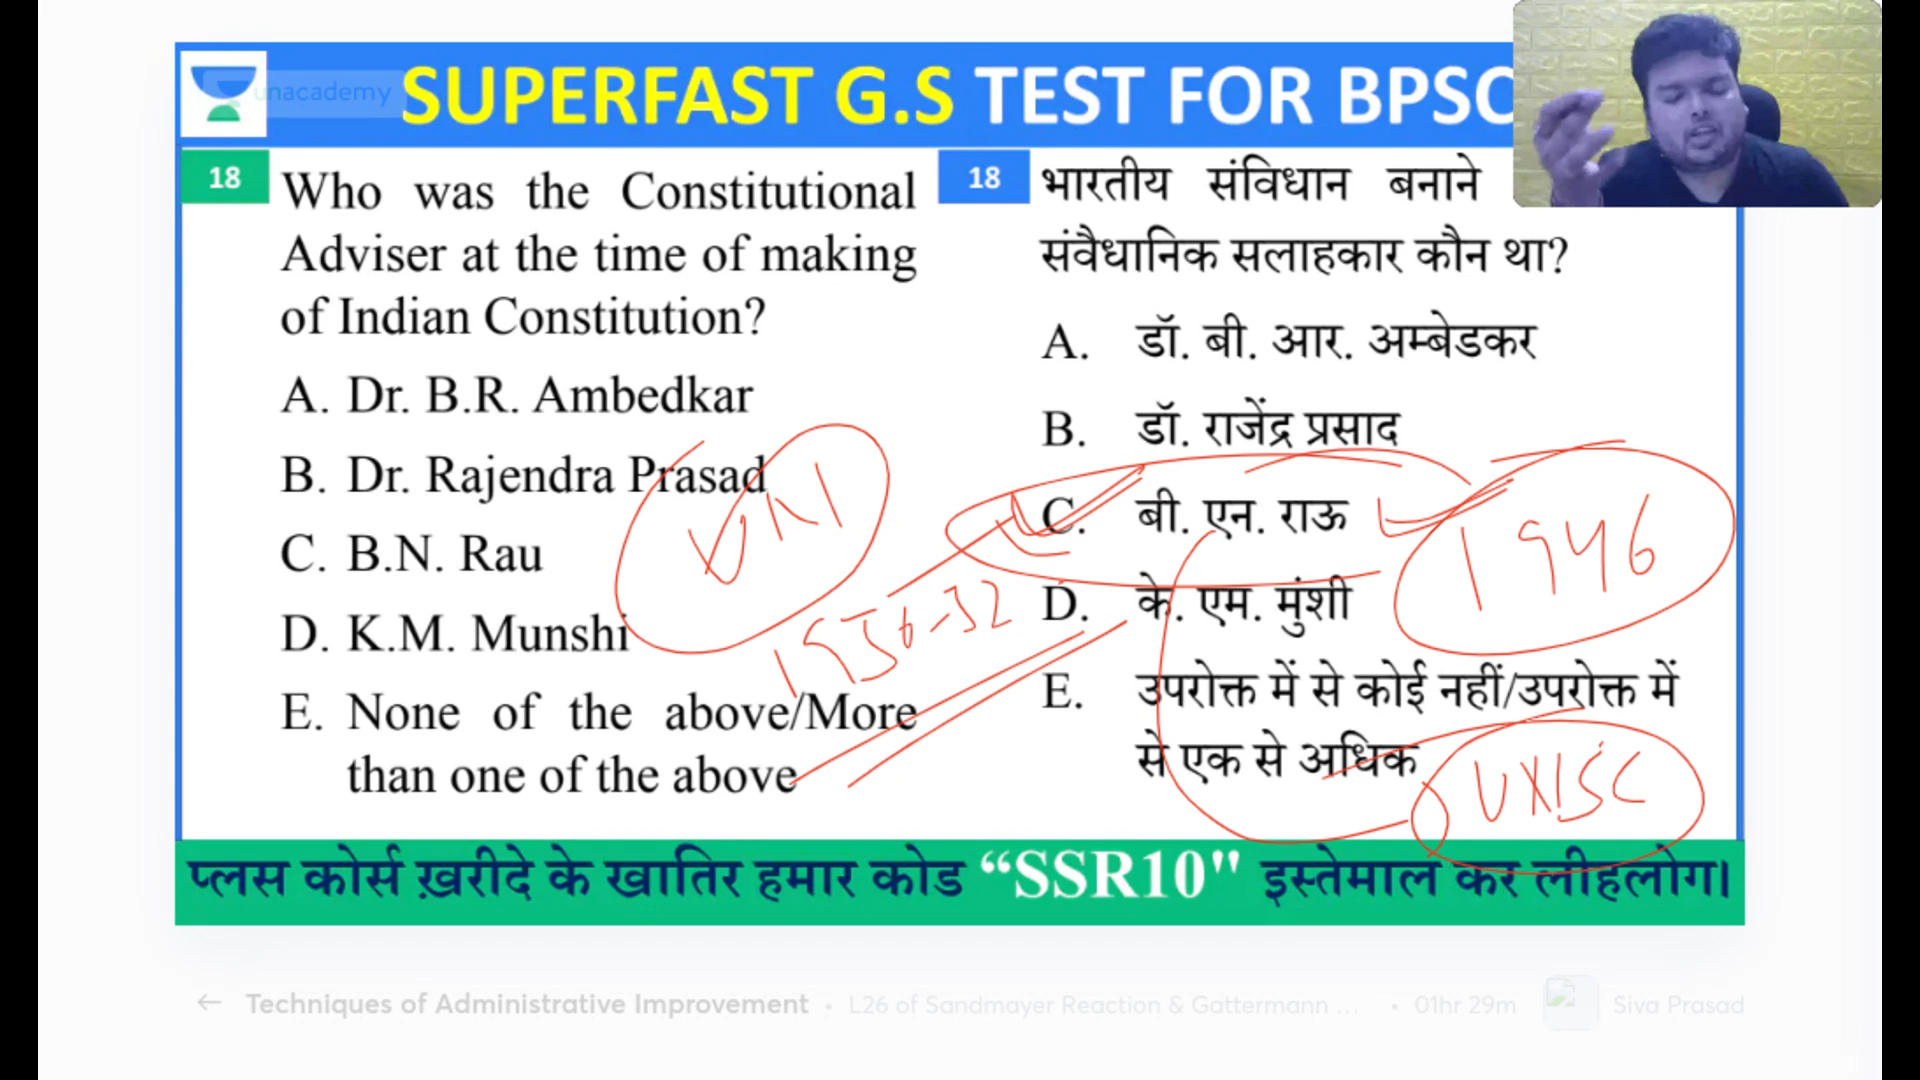 unacademy
SUPERFAST G.S TEST FOR BPSC
18
Who was the Constitutional
Adviser at the time of making
of Indian Constitution?
A. Dr. B.R. Ambedkar
B. Dr. Rajendra Prasad
C. B.N. Rau
D. K.M. Munshi
E. None of the above/More
than one of the above
18
भारतीय संविधान बनाने
संवैधानिक सलाहकार कौन था?
A. डॉ. बी. आर. अम्बेडकर
B. डॉ. राजेंद्र प्रसाद
C. बी. एन. राऊ
D. के. एम. मुंशी
E. उपरोक्त में से कोई नहीं/उपरोक्त में
से एक से अधिक
1946
प्लस कोर्स ख़रीदे के खातिर हमार कोड “SSR10" इस्तेमाल कर लीहलोग।
← Techniques of Administrative Improvement • L26 of Sandmayer Reaction & Gattermann ... • 01hr 29m Siva Prasad